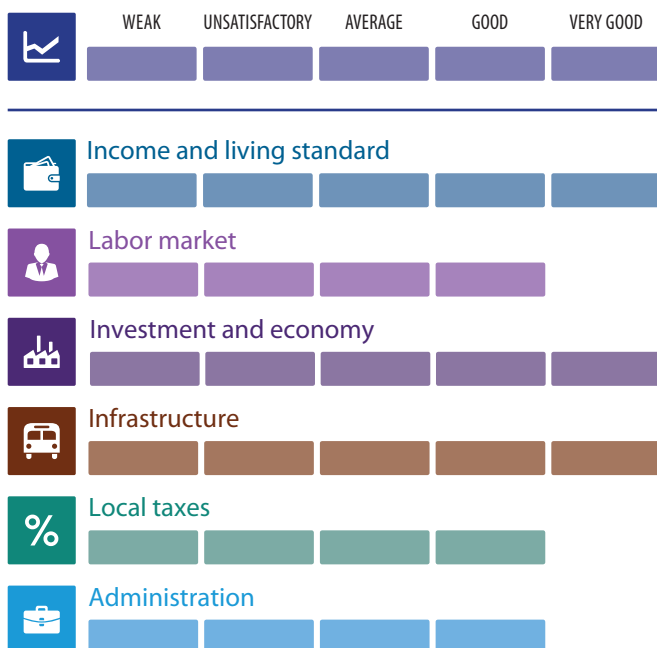 WEAK UNSATISFACTORY AVERAGE GOOD VERY GOOD
Income and living standard
Labor market
Investment and economy
Infrastructure
%
Local taxes
Administration